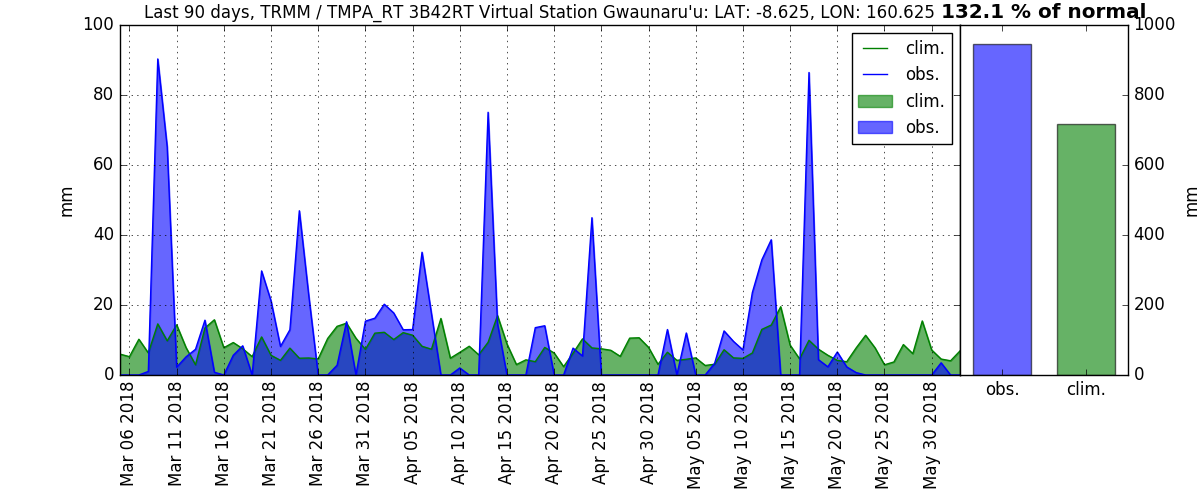 Last 90 days, TRMM / TMPA_RT 3B42RT Virtual Station Gwaunaru'u: LAT: -8.625, LON: 160.625 132.1 % of normal
100
80
60
40
20
0
mm
clim.
obs.
clim.
obs.
1000
800
600
400
200
0
mm
Mar 06 2018
Mar 11 2018
Mar 16 2018
Mar 21 2018
Mar 26 2018
Mar 31 2018
Apr 05 2018
Apr 10 2018
Apr 15 2018
Apr 20 2018
Apr 25 2018
Apr 30 2018
May 05 2018
May 10 2018
May 15 2018
May 20 2018
May 25 2018
May 30 2018
obs.
clim.